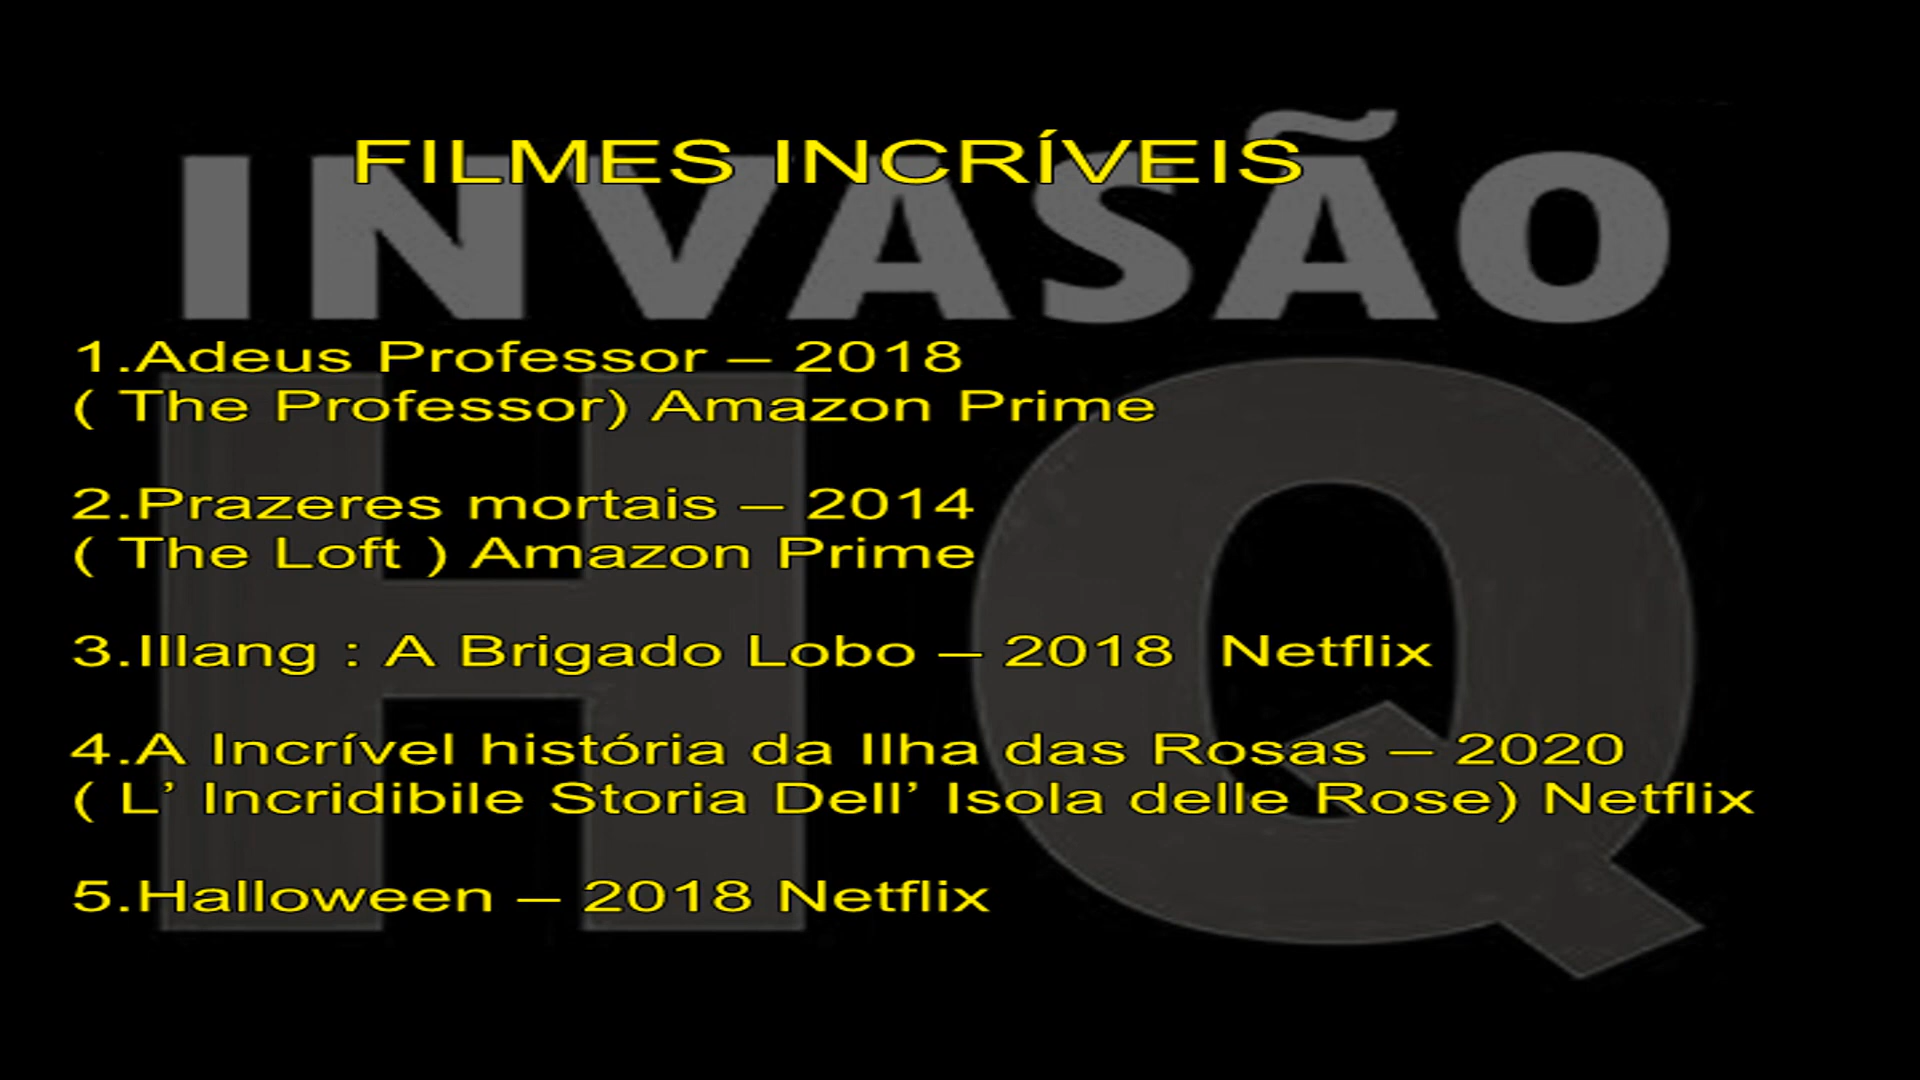 FILMES INCRÍVEIS
INVASÃO
HQ
1.Adeus Professor – 2018
( The Professor) Amazon Prime
2.Prazeres mortais – 2014
( The Loft ) Amazon Prime
3.Illang : A Brigado Lobo – 2018 Netflix
4.A Incrível história da Ilha das Rosas – 2020
( L’ Incridibile Storia Dell’ Isola delle Rose) Netflix
5.Halloween – 2018 Netflix